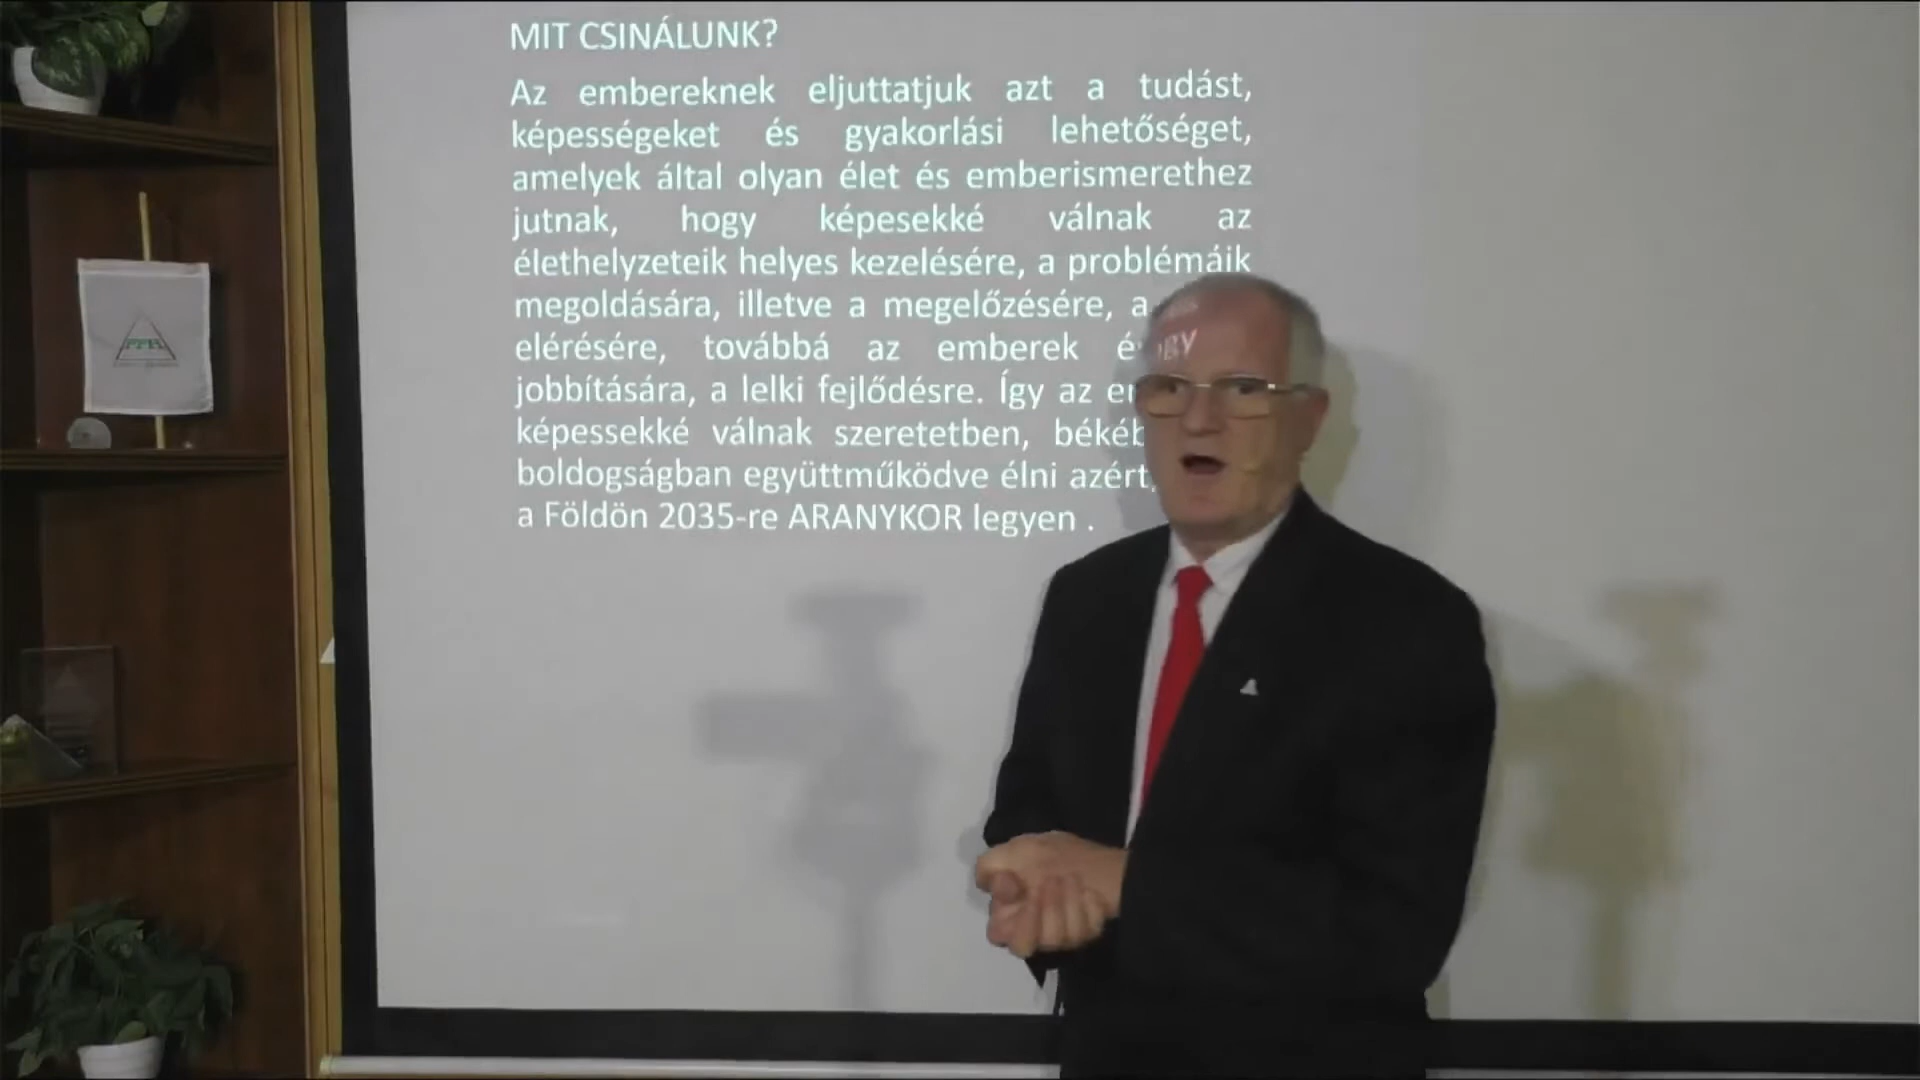 MIT CSINÁLUNK?
Az embereknek eljuttatjuk azt a tudást,
képességeket és gyakorlási lehetőséget,
amelyek által olyan élet és emberismerethez
jutnak, hogy képesekké válnak az
élethelyzeteik helyes kezelésére, a problémáik
megoldására, illetve a megelőzésére, a
elérésére, továbbá az emberek
jobbítására, a lelki fejlődésre. Így az
képessekké válnak szeretetben,
boldogságban együttműködve élni azért,
a Földön 2035-re ARANYKOR legyen .